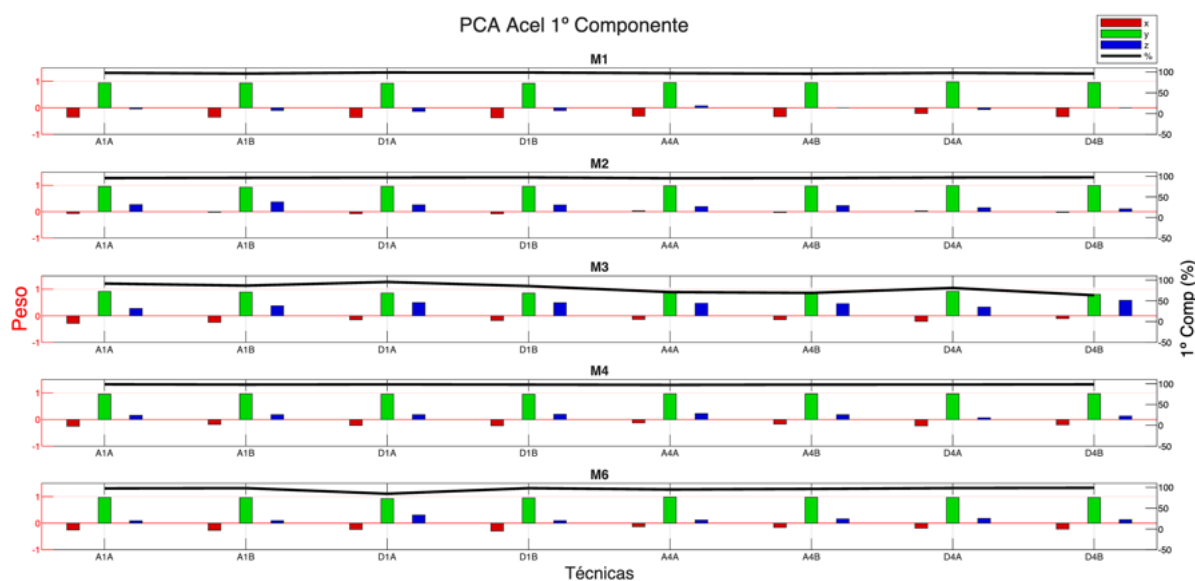 PCA Acel 1º Componente
x
y
z
%
M1
1
0
-1
100
50
0
-50
A1A A1B D1A D1B A4A A4B D4A D4B
M2
1
0
-1
100
50
0
-50
A1A A1B D1A D1B A4A A4B D4A D4B
M3
1
0
-1
100
50
0
-50
A1A A1B D1A D1B A4A A4B D4A D4B
Peso
1º Comp (%)
M4
1
0
-1
100
50
0
-50
A1A A1B D1A D1B A4A A4B D4A D4B
M6
1
0
-1
100
50
0
-50
A1A A1B D1A D1B A4A A4B D4A D4B
Técnicas